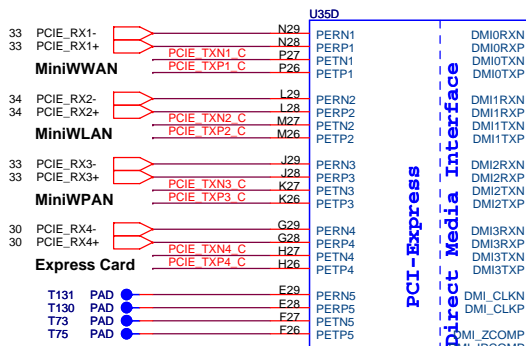 U35D
33 PCIE_RX1- N29 PERN1 DMI0RXN
33 PCIE_RX1+ N28 PERP1 DMI0RXP
PCIE_TXN1_C P27 PETN1 DMI0TXN
MiniWWAN PCIE_TXP1_C P26 PETP1 DMI0TXP
34 PCIE_RX2- L29 PERN2 DMI1RXN
34 PCIE_RX2+ L28 PERP2 DMI1RXP
PCIE_TXN2_C M27 PETN2 DMI1TXN
MiniWLAN PCIE_TXP2_C M26 PETP2 DMI1TXP
33 PCIE_RX3- J29 PERN3 DMI2RXN
33 PCIE_RX3+ J28 PERP3 DMI2RXP
PCIE_TXN3_C K27 PETN3 DMI2TXN
MiniWPAN PCIE_TXP3_C K26 PETP3 DMI2TXP
30 PCIE_RX4- G29 PERN4 DMI3RXN
30 PCIE_RX4+ G28 PERP4 DMI3RXP
PCIE_TXN4_C H27 PETN4 DMI3TXN
Express Card PCIE_TXP4_C H26 PETP4 DMI3TXP
T131 PAD E29 PERN5 DMI_CLKN
T130 PAD E28 PERP5 DMI_CLKP
T73 PAD F27 PETN5
T75 PAD F26 PETP5 DMI_ZCOMP
PCI-Express
Direct Media Interface